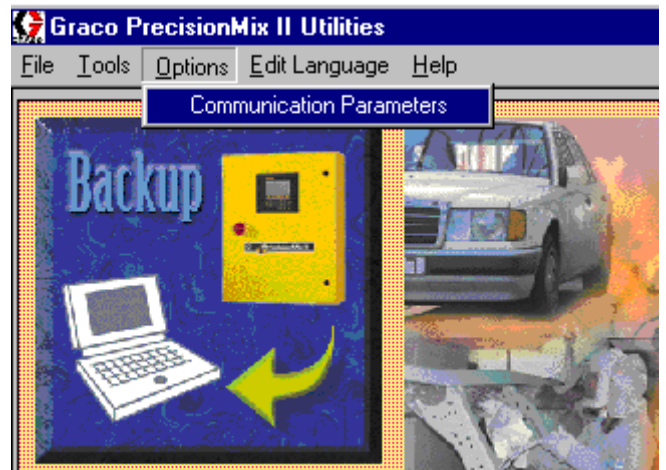 Graco PrecisionMix II Utilities
File Tools Options Edit Language Help
Communication Parameters
Backup